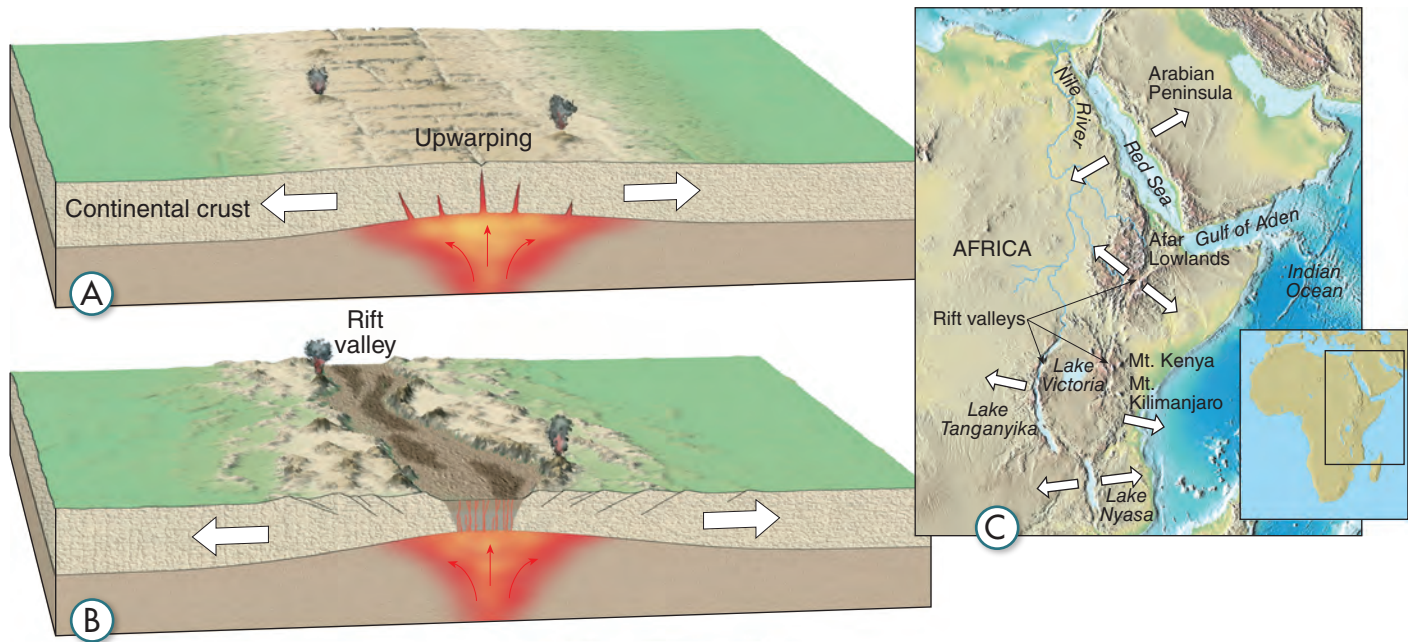 Upwarping
Continental crust
A
Rift
valley
B
Nile River
Arabian
Peninsula
Red Sea
Gulf of Aden
AFRICA
Afar
Lowlands
Indian
Ocean
Rift valleys
Lake
Victoria
Mt. Kenya
Mt.
Kilimanjaro
Lake
Tanganyika
Lake
Nyasa
C